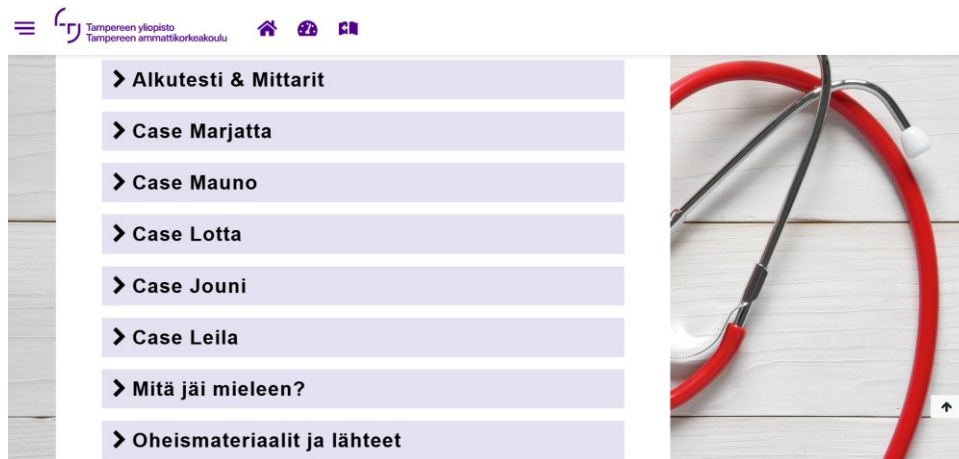 Tampereen yliopisto
Tampereen ammattikorkeakoulu
Alkutesti & Mittarit
Case Marjatta
Case Mauno
Case Lotta
Case Jouni
Case Leila
Mitä jäi mieleen?
Oheismateriaalit ja lähteet